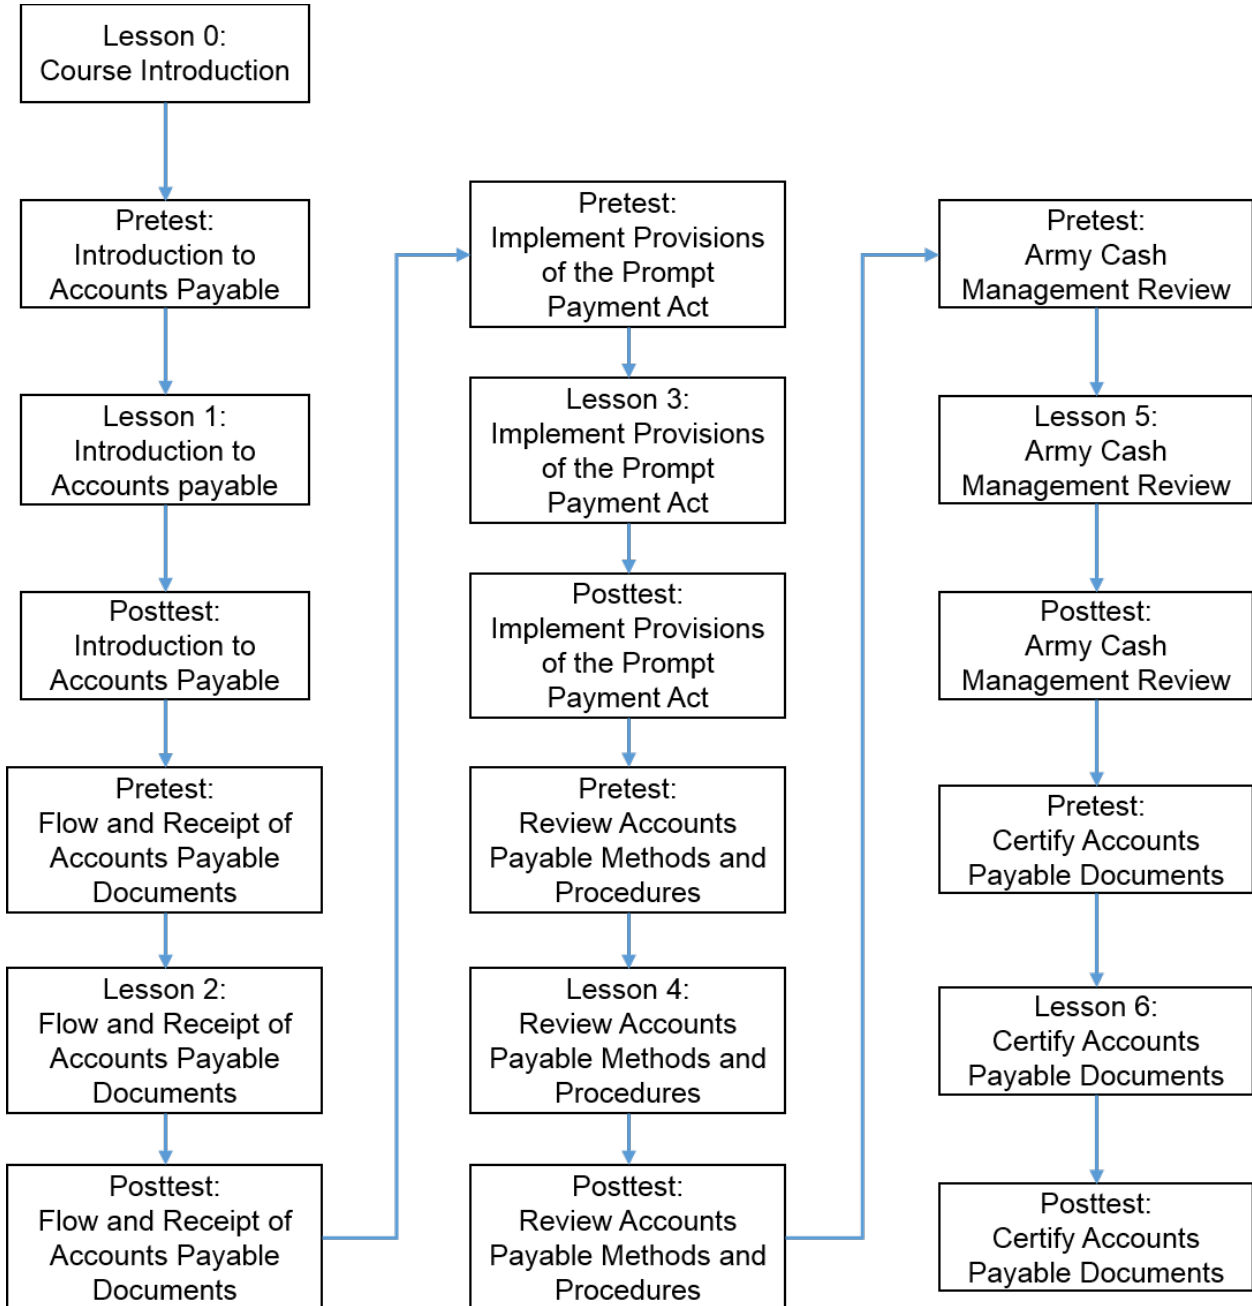 Lesson 0:
Course Introduction
Pretest:
Introduction to
Accounts Payable
Lesson 1:
Introduction to
Accounts payable
Posttest:
Introduction to
Accounts Payable
Pretest:
Flow and Receipt of
Accounts Payable
Documents
Lesson 2:
Flow and Receipt of
Accounts Payable
Documents
Posttest:
Flow and Receipt of
Accounts Payable
Documents
Pretest:
Implement Provisions
of the Prompt
Payment Act
Lesson 3:
Implement Provisions
of the Prompt
Payment Act
Posttest:
Implement Provisions
of the Prompt
Payment Act
Pretest:
Review Accounts
Payable Methods and
Procedures
Lesson 4:
Review Accounts
Payable Methods and
Procedures
Posttest:
Review Accounts
Payable Methods and
Procedures
Pretest:
Army Cash
Management Review
Lesson 5:
Army Cash
Management Review
Posttest:
Army Cash
Management Review
Pretest:
Certify Accounts
Payable Documents
Lesson 6:
Certify Accounts
Payable Documents
Posttest:
Certify Accounts
Payable Documents